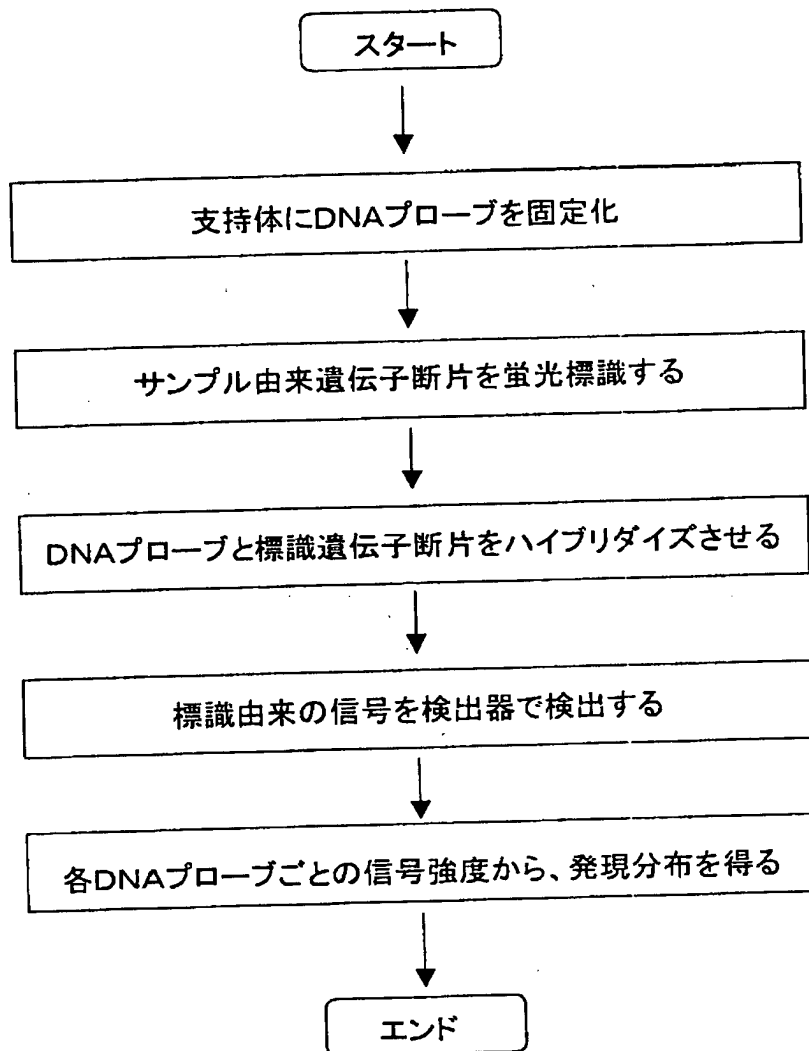 スタート
支持体にDNAプローブを固定化
サンプル由来遺伝子断片を蛍光標識する
DNAプローブと標識遺伝子断片をハイブリダイズさせる
標識由来の信号を検出器で検出する
各DNAプローブごとの信号強度から、発現分布を得る
エンド